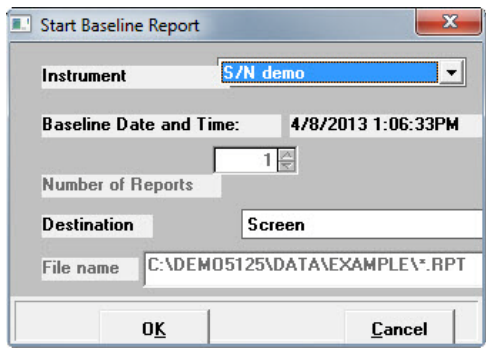 Start Baseline Report
Instrument S/N demo
Baseline Date and Time: 4/8/2013 1:06:33PM
1
Number of Reports
Destination Screen
File name C:\DEMO5125\DATA\EXAMPLE\*.RPT
OK Cancel